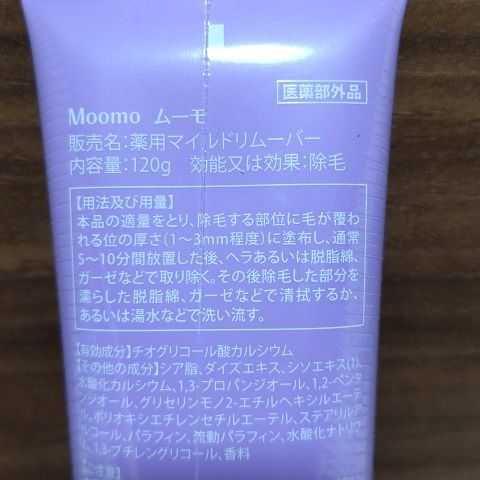 医薬部外品
Moomo ムーモ
販売名:薬用マイルドリムーバー
内容量:120g 効能又は効果:除毛
【用法及び用量】
本品の適量をとり、除毛する部位に毛が覆わ
れる位の厚さ(1〜3mm程度)に塗布し、通常
5〜10分間放置した後、ヘラあるいは脱脂綿、
ガーゼなどで取り除く。その後除毛した部分を
濡らした脱脂綿、ガーゼなどで清拭するか、
あるいは湯水などで洗い流す。
【有効成分】チオグリコール酸カルシウム
【その他の成分】シア脂、ダイズエキス、シソエキス(1)、
水酸化カルシウム、1,3-プロパンジオール、1,2-ペンタ
ンジオール、グリセリンモノ2-エチルヘキシルエーテ
ル、ポリオキシエチレンセチルエーテル、ステアリルア
ルコール、パラフィン、流動パラフィン、水酸化ナトリウ
ム、1,3-ブチレングリコール、香料